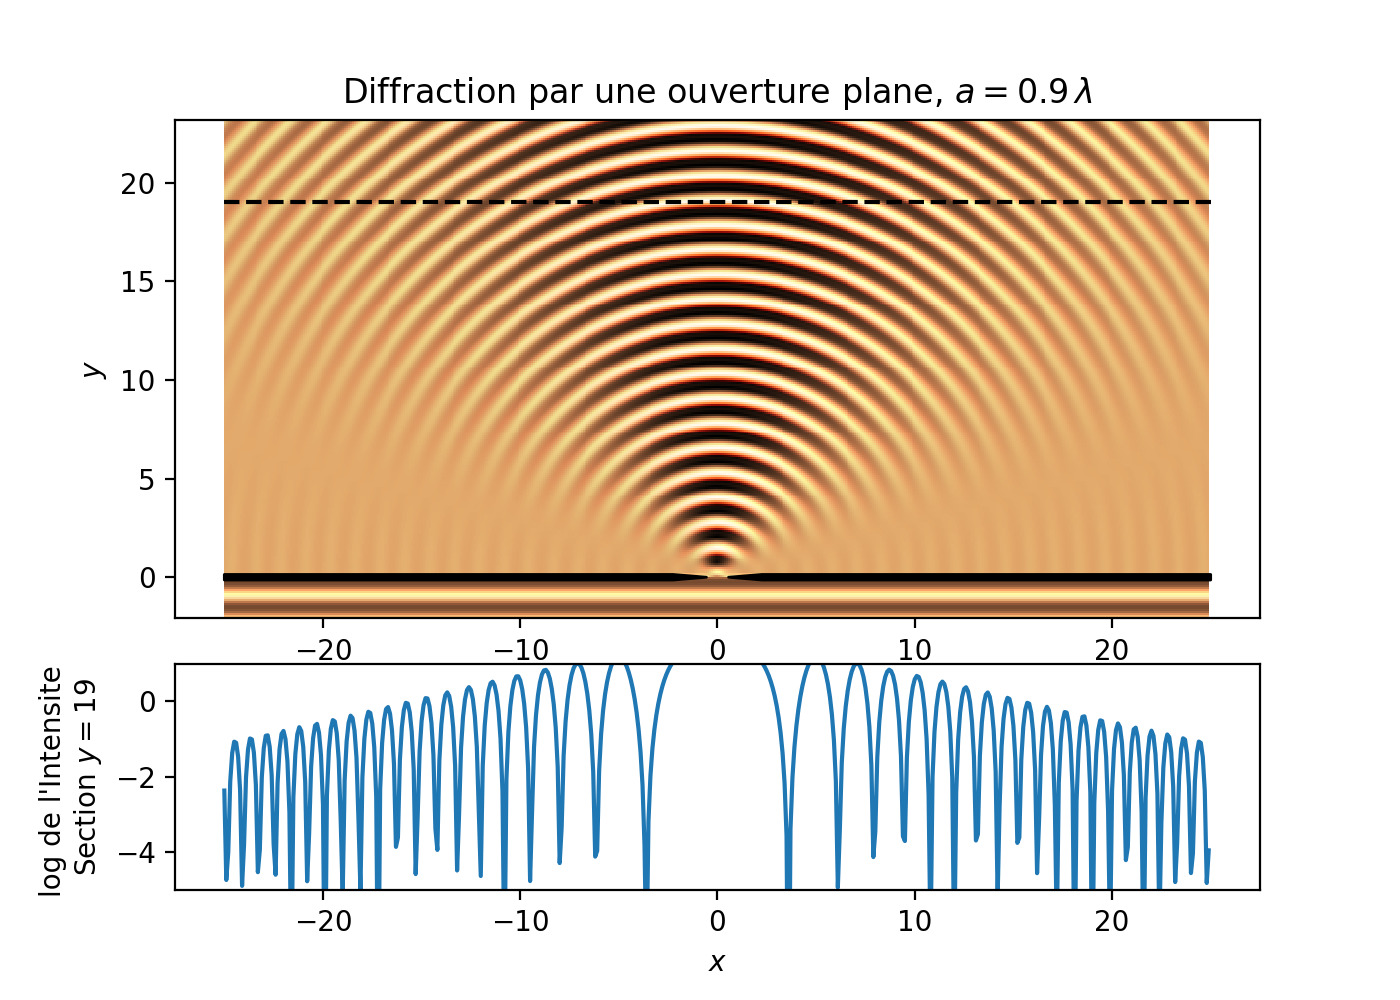 Diffraction par une ouverture plane, a = 0.9 λ
20
15
y
10
5
0
−20 −10 0 10 20
log de l'Intensite
Section y = 19
0
−2
−4
−20 −10 0 10 20
x